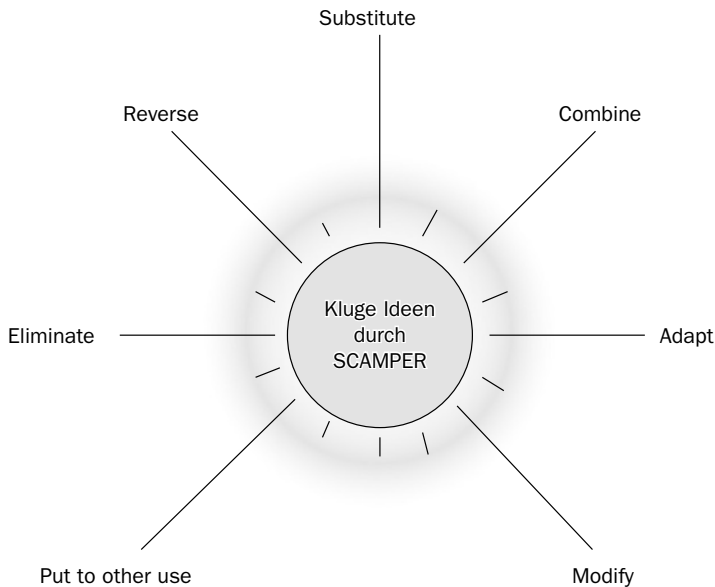 Substitute
Reverse
Combine
Kluge Ideen
durch
SCAMPER
Eliminate
Adapt
Put to other use
Modify